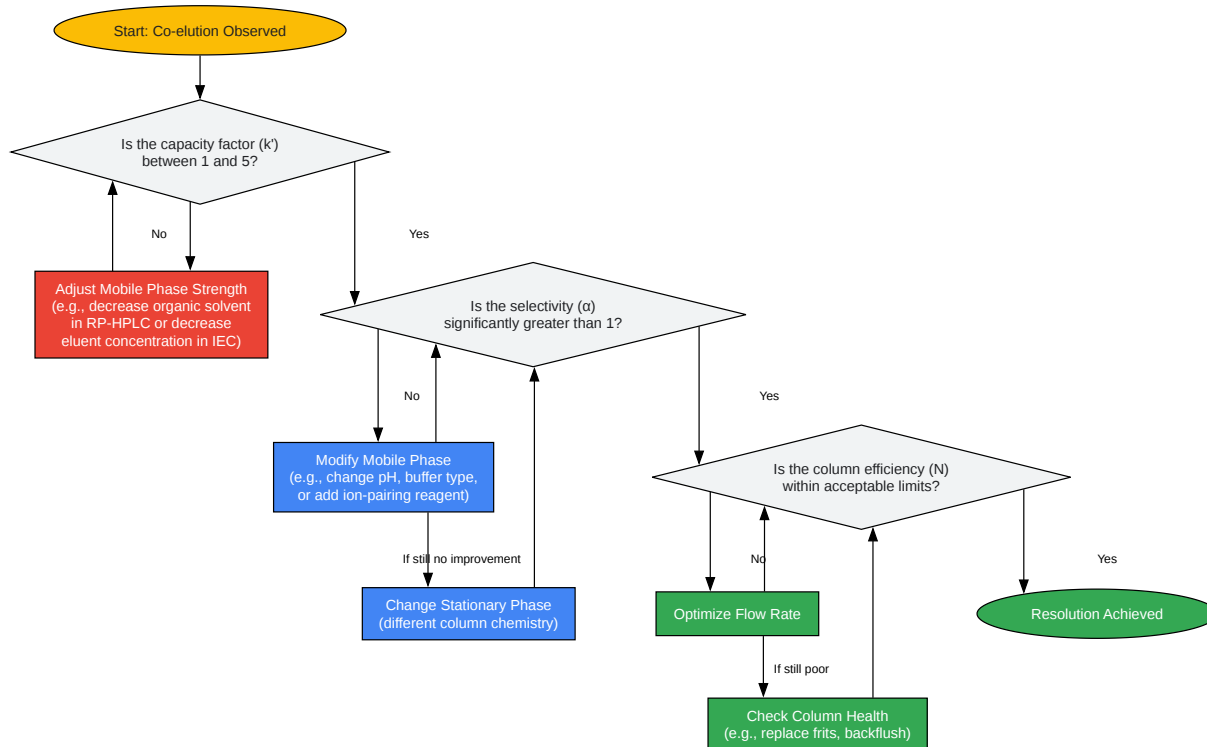 Start: Co-elution Observed
Is the capacity factor (k')
between 1 and 5?
No
Yes
Adjust Mobile Phase Strength
(e.g., decrease organic solvent
in RP-HPLC or decrease
eluent concentration in IEC)
Is the selectivity (α)
significantly greater than 1?
No
Yes
Modify Mobile Phase
(e.g., change pH, buffer type,
or add ion-pairing reagent)
If still no improvement
Change Stationary Phase
(different column chemistry)
Is the column efficiency (N)
within acceptable limits?
No
Yes
Optimize Flow Rate
Resolution Achieved
If still poor
Check Column Health
(e.g., replace frits, backflush)